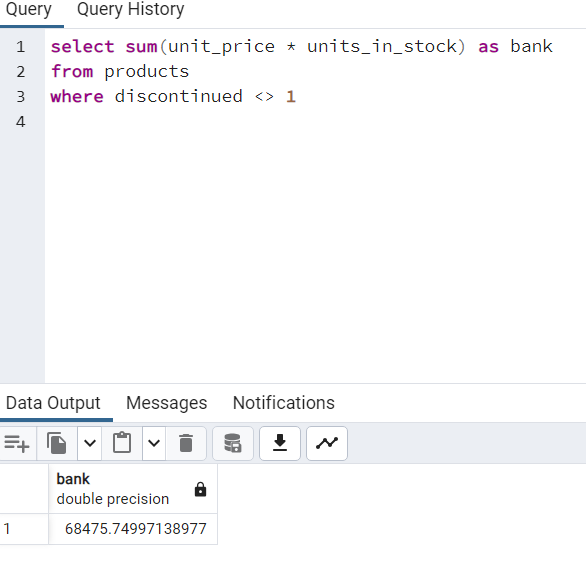 Query Query History
1 select sum(unit_price * units_in_stock) as bank
2 from products
3 where discontinued <> 1
4
Data Output Messages Notifications
bank
double precision
1 68475.74997138977